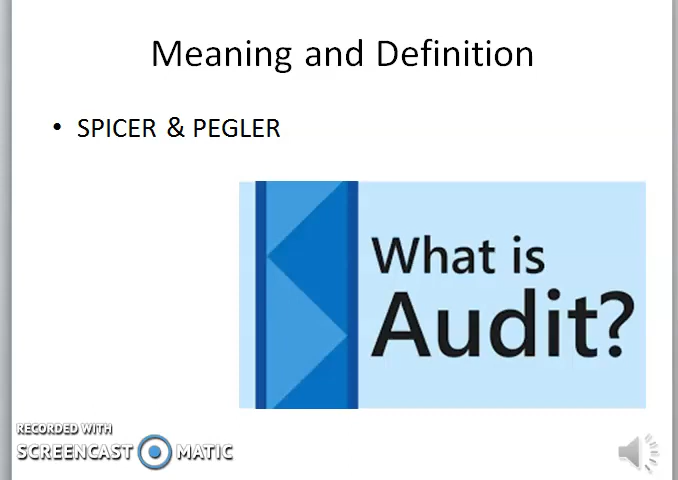 Meaning and Definition
• SPICER & PEGLER
What is
Audit?
RECORDED WITH
SCREENCAST MATIC